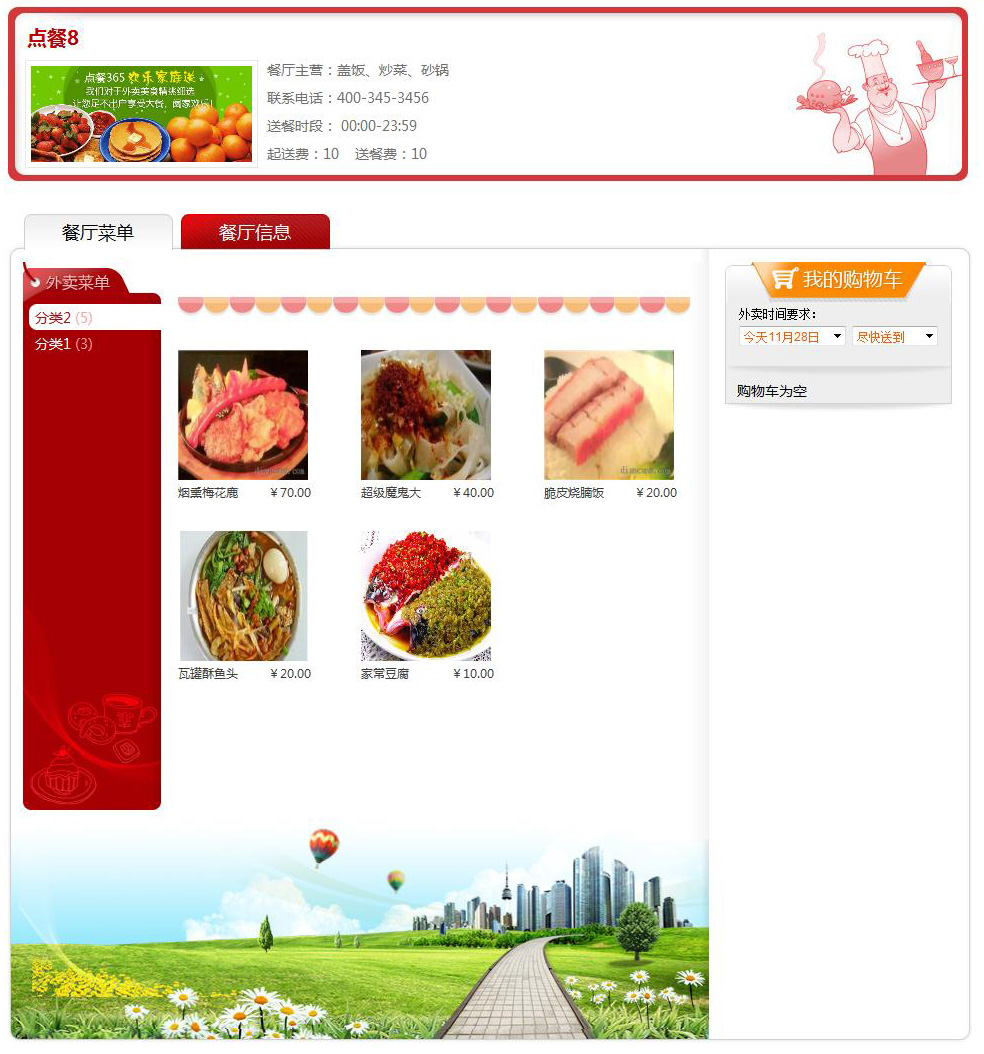 点餐8
点餐365 欢乐家庭送
我们对于外卖美食精挑细选
让您足不出户享受大餐，阖家欢乐!
餐厅主营：盖饭、炒菜、砂锅
联系电话：400-345-3456
送餐时段： 00:00-23:59
起送费：10 送餐费：10
餐厅菜单
餐厅信息
外卖菜单
分类2 (5)
分类1 (3)
烟熏梅花鹿 ￥70.00
超级魔鬼大 ￥40.00
脆皮烧腩饭 ￥20.00
瓦罐酥鱼头 ￥20.00
家常豆腐 ￥10.00
我的购物车
外卖时间要求：
今天11月28日 尽快送到
购物车为空